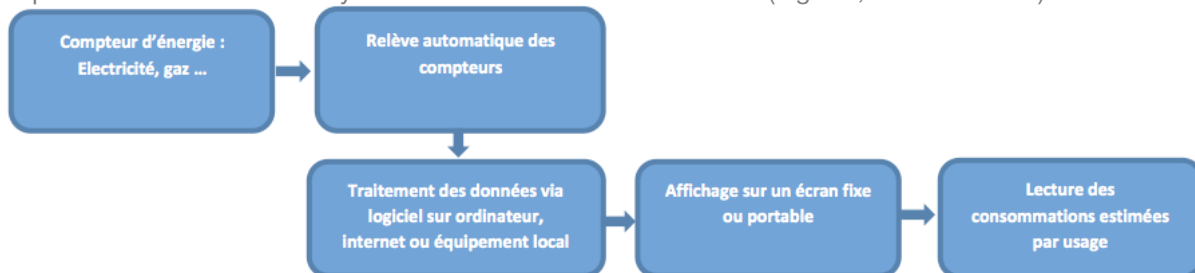 Compteur d'énergie :
Electricité, gaz ...
Relève automatique des
compteurs
Traitement des données via
logiciel sur ordinateur,
internet ou équipement local
Affichage sur un écran fixe
ou portable
Lecture des
consommations estimées
par usage